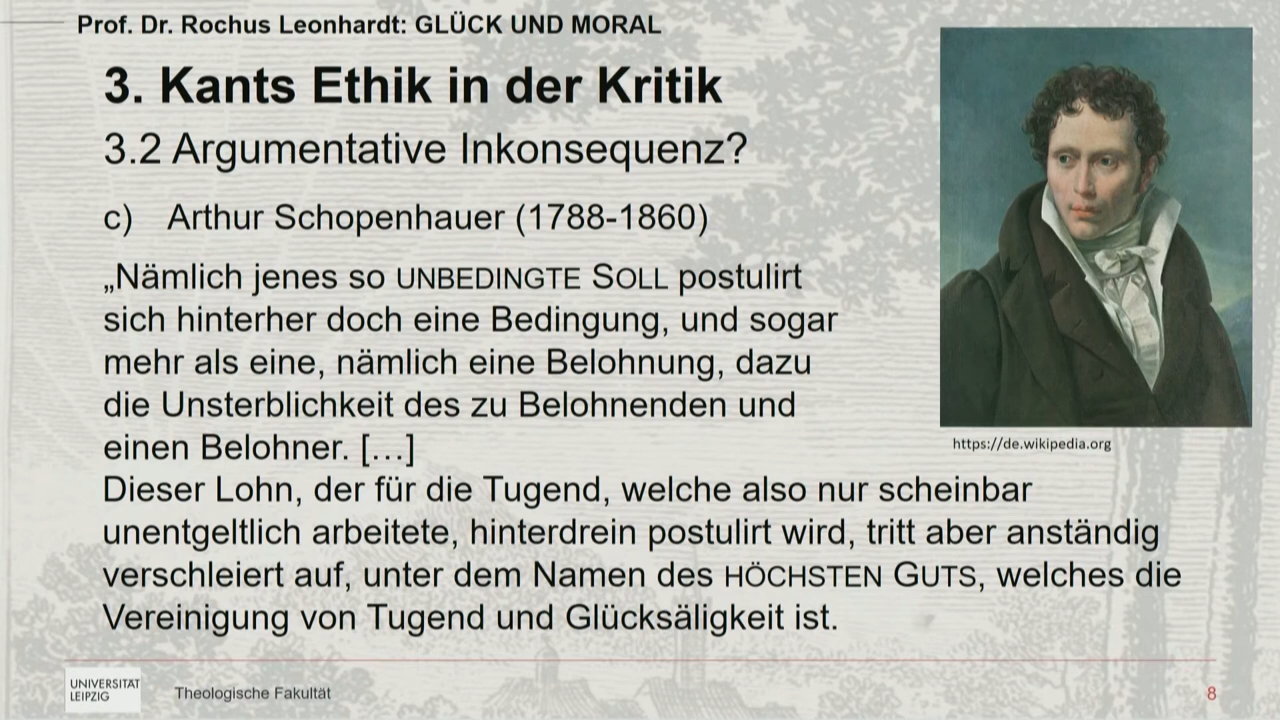 Prof. Dr. Rochus Leonhardt: GLÜCK UND MORAL
3. Kants Ethik in der Kritik
3.2 Argumentative Inkonsequenz?
c) Arthur Schopenhauer (1788-1860)
„Nämlich jenes so UNBEDINGTE SOLL postulirt
sich hinterher doch eine Bedingung, und sogar
mehr als eine, nämlich eine Belohnung, dazu
die Unsterblichkeit des zu Belohnenden und
einen Belohner. […]
https://de.wikipedia.org
Dieser Lohn, der für die Tugend, welche also nur scheinbar
unentgeltlich arbeitete, hinterdrein postulirt wird, tritt aber anständig
verschleiert auf, unter dem Namen des HÖCHSTEN GUTS, welches die
Vereinigung von Tugend und Glücksäligkeit ist.
UNIVERSITÄT
LEIPZIG
Theologische Fakultät
8